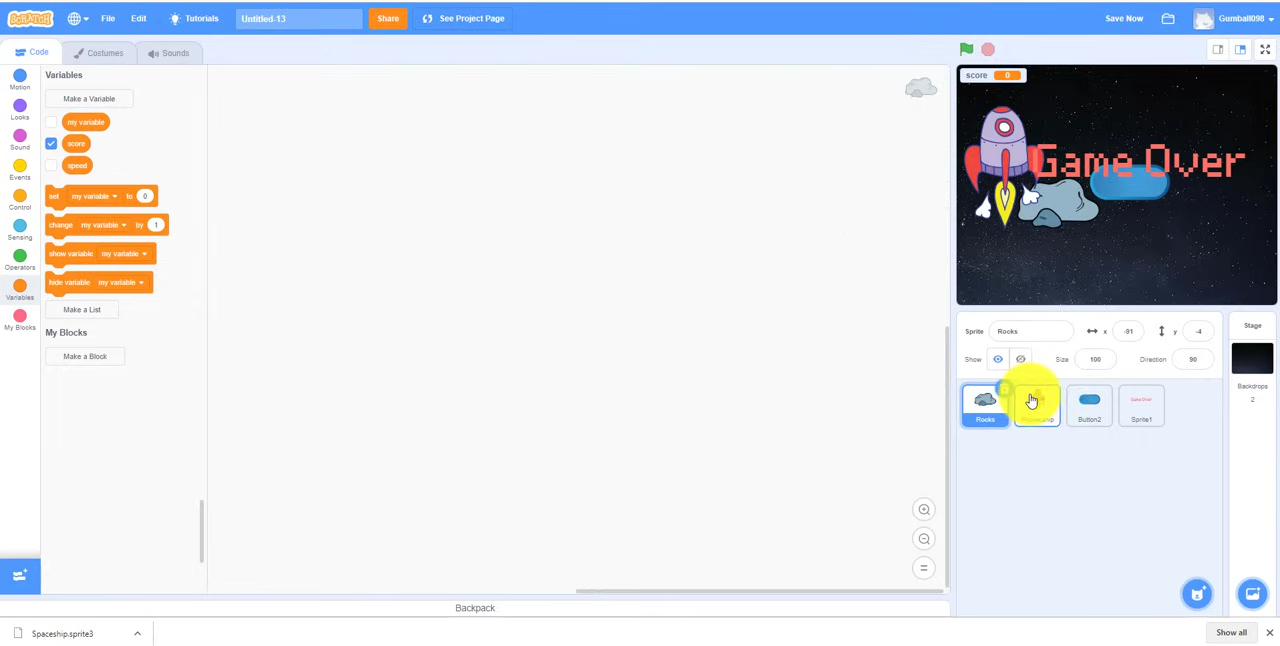 SCRATCH File Edit Tutorials Untitled-13 Share See Project Page Save Now Gumball098
Code Costumes Sounds
Motion
Looks
Sound
Events
Control
Sensing
Operators
Variables
My Blocks
Variables
Make a Variable
my variable
score
speed
set my variable to 0
change my variable by 1
show variable my variable
hide variable my variable
Make a List
My Blocks
Make a Block
score 0
Game Over
Sprite Rocks x -91 y -4
Show Size 100 Direction 90
Rocks
Button2
Game Over
Sprite1
Stage
Backdrops
2
Backpack
Spaceship.sprite3
Show all